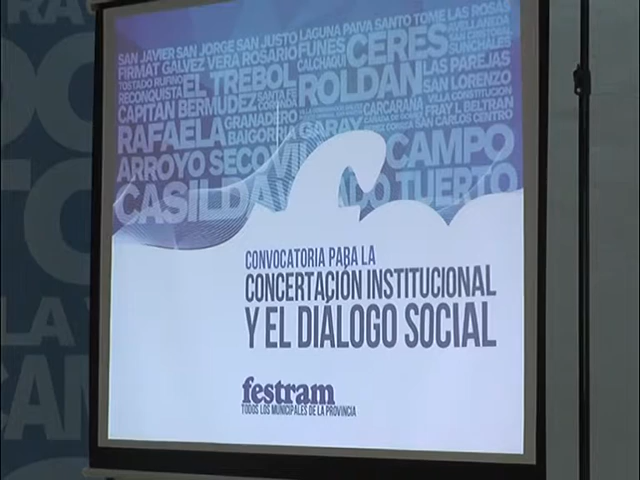 SAN JAVIER SAN JORGE SAN JUSTO LAGUNA PAIVA SANTO TOME LAS ROSAS
FIRMAT GALVEZ VERA ROSARIO FUNES CERES
TOSTADO RUFINO EL TREBOL CALCHAQUI SUNCHALES
RECONQUISTA ROLDAN LAS PAREJAS
CAPITAN BERMUDEZ SAN LORENZO
RAFAELA GRANADERO CARCARAÑA FRAY L BELTRAN
BAIGORRIA GARAY SAN CARLOS CENTRO
ARROYO SECO CAMPO
CASILDA TUERTO
CONVOCATORIA PARA LA
CONCERTACIÓN INSTITUCIONAL
Y EL DIÁLOGO SOCIAL
festram
TODOS LOS MUNICIPALES DE LA PROVINCIA